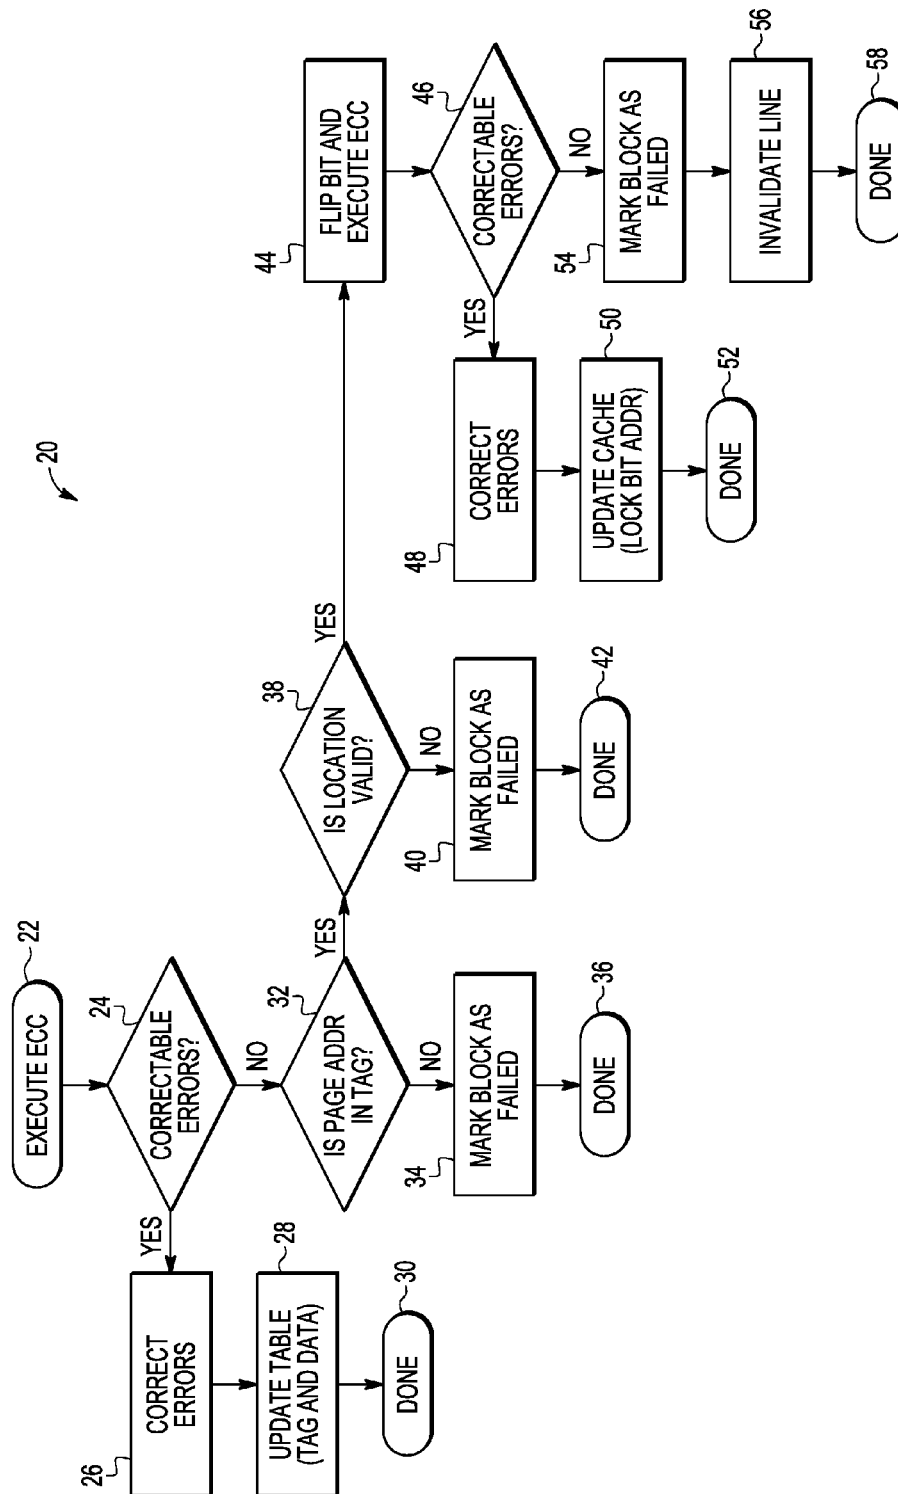 20
EXECUTE ECC
22
CORRECTABLE
ERRORS?
24
YES
NO
CORRECT
ERRORS
26
UPDATE TABLE
(TAG AND DATA)
28
DONE
30
IS PAGE ADDR
IN TAG?
32
YES
NO
MARK BLOCK AS
FAILED
34
DONE
36
IS LOCATION
VALID?
38
YES
NO
MARK BLOCK AS
FAILED
40
DONE
42
FLIP BIT AND
EXECUTE ECC
44
CORRECTABLE
ERRORS?
46
YES
NO
CORRECT
ERRORS
48
UPDATE CACHE
(LOCK BIT ADDR)
50
DONE
52
MARK BLOCK AS
FAILED
54
INVALIDATE LINE
56
DONE
58